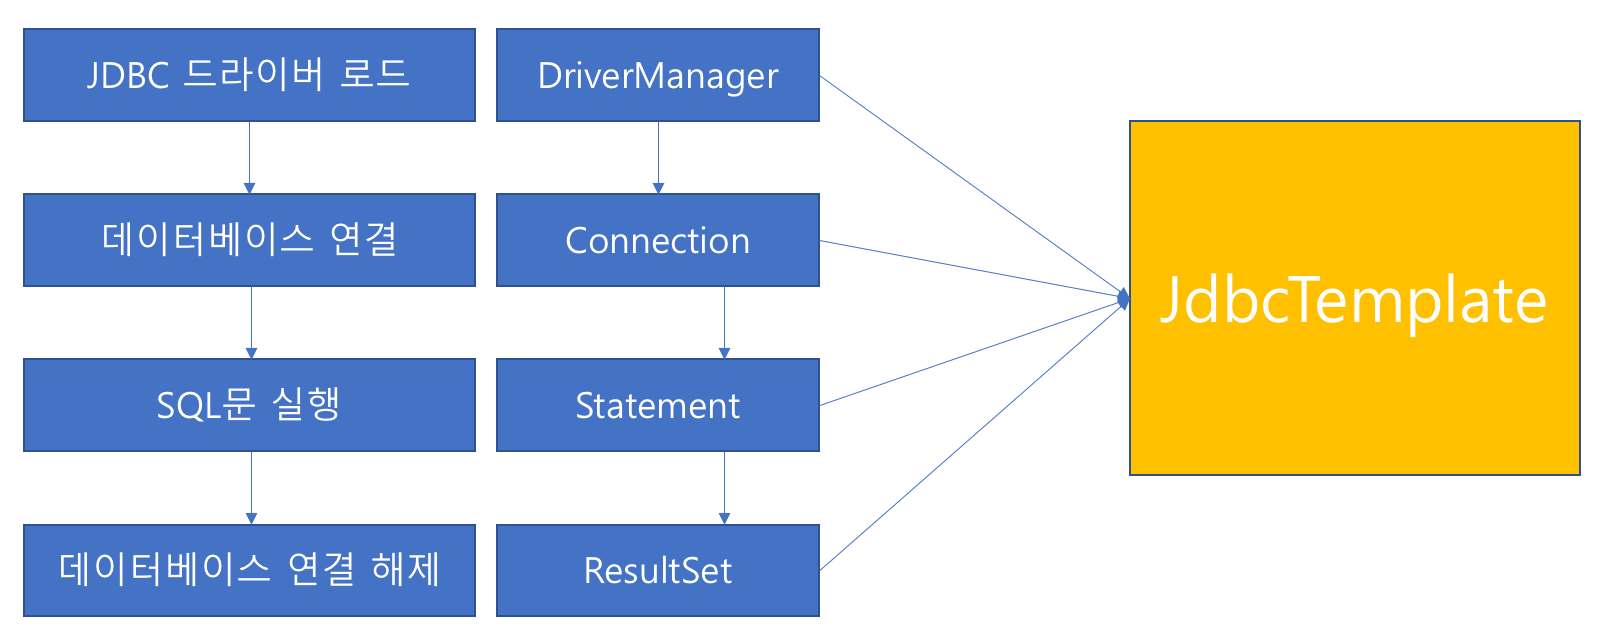 JDBC 드라이버 로드
DriverManager
데이터베이스 연결
Connection
JdbcTemplate
SQL문 실행
Statement
데이터베이스 연결 해제
ResultSet